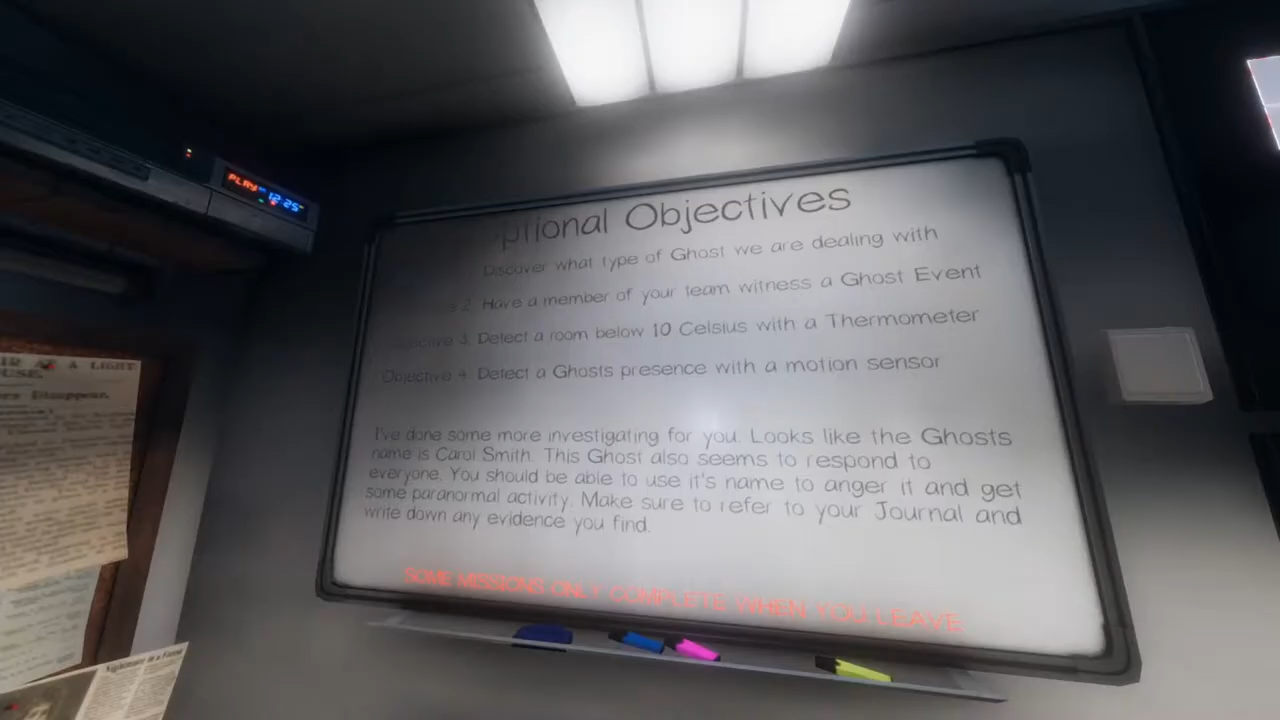 PLAY 12:25
ptional Objectives
Discover what type of Ghost we are dealing with
2. Have a member of your team witness a Ghost Event
3. Detect a room below 10 Celsius with a Thermometer
Objective 4. Detect a Ghosts presence with a motion sensor
I've done some more investigating for you. Looks like the Ghosts
name is Carol Smith. This Ghost also seems to respond to
everyone. You should be able to use it's name to anger it and get
some paranormal activity. Make sure to refer to your Journal and
write down any evidence you find.
SOME MISSIONS ONLY COMPLETE WHEN YOU LEAVE
A LIGHT
Disappear.